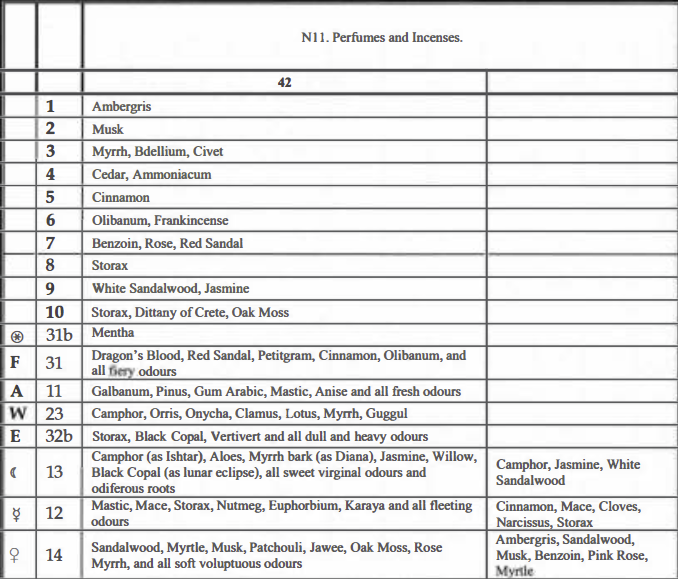 N11. Perfumes and Incenses.
42
1 Ambergris
2 Musk
3 Myrrh, Bdellium, Civet
4 Cedar, Ammoniacum
5 Cinnamon
6 Olibanum, Frankincense
7 Benzoin, Rose, Red Sandal
8 Storax
9 White Sandalwood, Jasmine
10 Storax, Dittany of Crete, Oak Moss
31b Mentha
F 31 Dragon's Blood, Red Sandal, Petitgram, Cinnamon, Olibanum, and
all fiery odours
A 11 Galbanum, Pinus, Gum Arabic, Mastic, Anise and all fresh odours
W 23 Camphor, Orris, Onycha, Clamus, Lotus, Myrrh, Guggul
E 32b Storax, Black Copal, Vertivert and all dull and heavy odours
☾ 13 Camphor (as Ishtar), Aloes, Myrrh bark (as Diana), Jasmine, Willow,
Black Copal (as lunar eclipse), all sweet virginal odours and
odiferous roots
Camphor, Jasmine, White
Sandalwood
☿ 12 Mastic, Mace, Storax, Nutmeg, Euphorbium, Karaya and all fleeting
odours
Cinnamon, Mace, Cloves,
Narcissus, Storax
♀ 14 Sandalwood, Myrtle, Musk, Patchouli, Jawee, Oak Moss, Rose
Myrrh, and all soft voluptuous odours
Ambergris, Sandalwood,
Musk, Benzoin, Pink Rose,
Myrtle